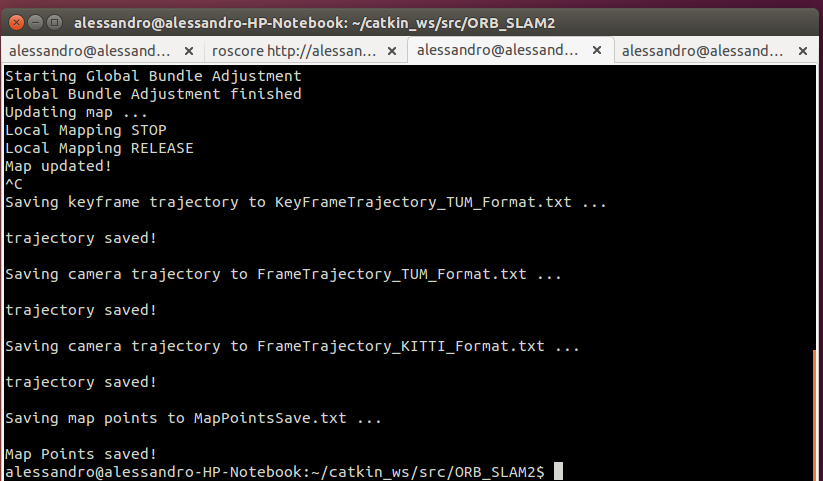 alessandro@alessandro-HP-Notebook: ~/catkin_ws/src/ORB_SLAM2
alessandro@alessand... × roscore http://alessan... × alessandro@alessand... × alessandro@alessand... ×
Starting Global Bundle Adjustment
Global Bundle Adjustment finished
Updating map ...
Local Mapping STOP
Local Mapping RELEASE
Map updated!
^C
Saving keyframe trajectory to KeyFrameTrajectory_TUM_Format.txt ...
trajectory saved!
Saving camera trajectory to FrameTrajectory_TUM_Format.txt ...
trajectory saved!
Saving camera trajectory to FrameTrajectory_KITTI_Format.txt ...
trajectory saved!
Saving map points to MapPointsSave.txt ...
Map Points saved!
alessandro@alessandro-HP-Notebook:~/catkin_ws/src/ORB_SLAM2$